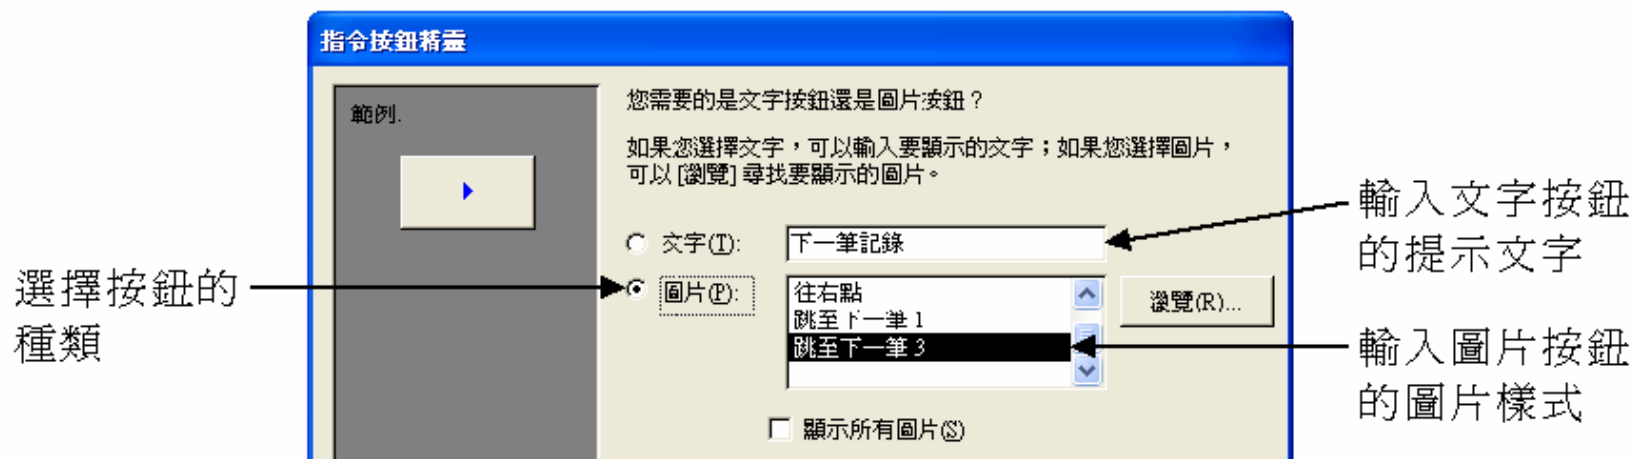 指令按鈕精靈
範例.
您需要的是文字按鈕還是圖片按鈕？
如果您選擇文字，可以輸入要顯示的文字；如果您選擇圖片，
可以 [瀏覽] 尋找要顯示的圖片。
文字(T):
下一筆記錄
輸入文字按鈕
的提示文字
選擇按鈕的
種類
圖片(P):
往右點
跳至下一筆 1
跳至下一筆 3
瀏覽(R)...
輸入圖片按鈕
的圖片樣式
顯示所有圖片(S)